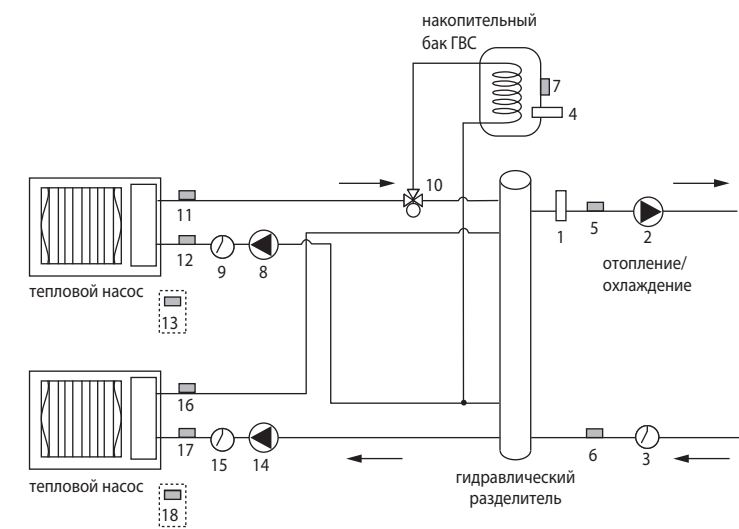 накопительный
бак ГВС
7
4
10
11
12
9
8
1
5
2
отопление/
охлаждение
тепловой насос
13
16
17
15
14
6
3
гидравлический
разделитель
тепловой насос
18